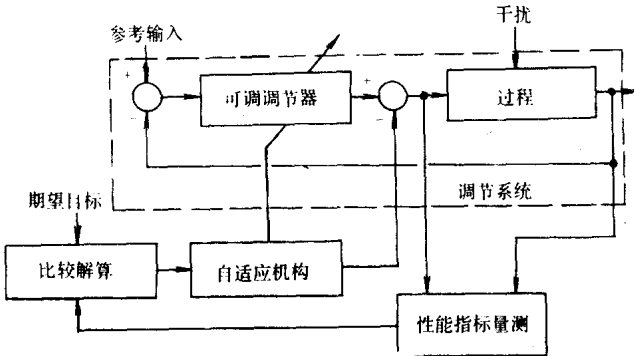 干扰
参考输入
+
可调调节器
+
过程
-
-
调节系统
期望目标
比较解算
自适应机构
性能指标量测